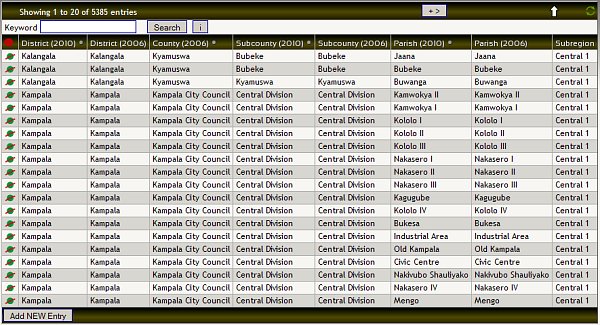 Showing 1 to 20 of 5385 entries + >
Keyword Search i
District (2010) * District (2006) County (2006) * Subcounty (2010) * Subcounty (2006) Parish (2010) * Parish (2006) Subregion
Kalangala Kalangala Kyamuswa Bubeke Bubeke Jaana Jaana Central 1
Kalangala Kalangala Kyamuswa Bubeke Bubeke Bubeke Bubeke Central 1
Kalangala Kalangala Kyamuswa Kyamuswa Kyamuswa Buwanga Buwanga Central 1
Kampala Kampala Kampala City Council Central Division Central Division Kamwokya II Kamwokya II Central 1
Kampala Kampala Kampala City Council Central Division Central Division Kamwokya I Kamwokya I Central 1
Kampala Kampala Kampala City Council Central Division Central Division Kololo I Kololo I Central 1
Kampala Kampala Kampala City Council Central Division Central Division Kololo II Kololo II Central 1
Kampala Kampala Kampala City Council Central Division Central Division Kololo III Kololo III Central 1
Kampala Kampala Kampala City Council Central Division Central Division Nakasero I Nakasero I Central 1
Kampala Kampala Kampala City Council Central Division Central Division Nakasero II Nakasero II Central 1
Kampala Kampala Kampala City Council Central Division Central Division Nakasero III Nakasero III Central 1
Kampala Kampala Kampala City Council Central Division Central Division Kagugube Kagugube Central 1
Kampala Kampala Kampala City Council Central Division Central Division Kololo IV Kololo IV Central 1
Kampala Kampala Kampala City Council Central Division Central Division Bukesa Bukesa Central 1
Kampala Kampala Kampala City Council Central Division Central Division Industrial Area Industrial Area Central 1
Kampala Kampala Kampala City Council Central Division Central Division Old Kampala Old Kampala Central 1
Kampala Kampala Kampala City Council Central Division Central Division Civic Centre Civic Centre Central 1
Kampala Kampala Kampala City Council Central Division Central Division Nakivubo Shauliyako Nakivubo Shauliyako Central 1
Kampala Kampala Kampala City Council Central Division Central Division Nakasero IV Nakasero IV Central 1
Kampala Kampala Kampala City Council Central Division Central Division Mengo Mengo Central 1
Add NEW Entry